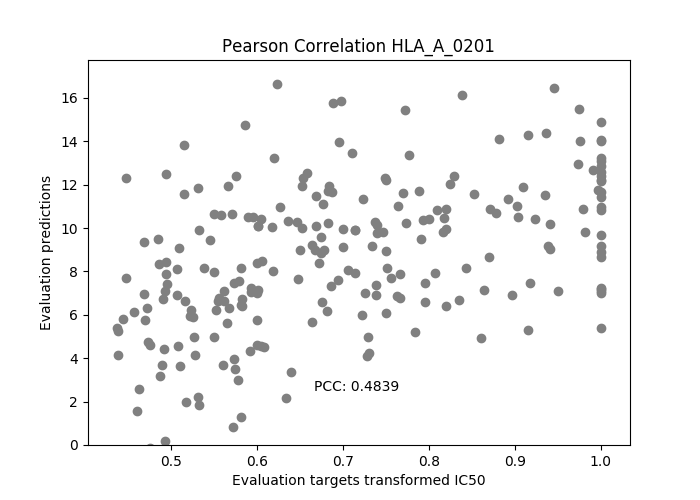 Pearson Correlation HLA_A_0201
16
14
12
10
8
6
4
2
0
Evaluation predictions
PCC: 0.4839
0.5 0.6 0.7 0.8 0.9 1.0
Evaluation targets transformed IC50